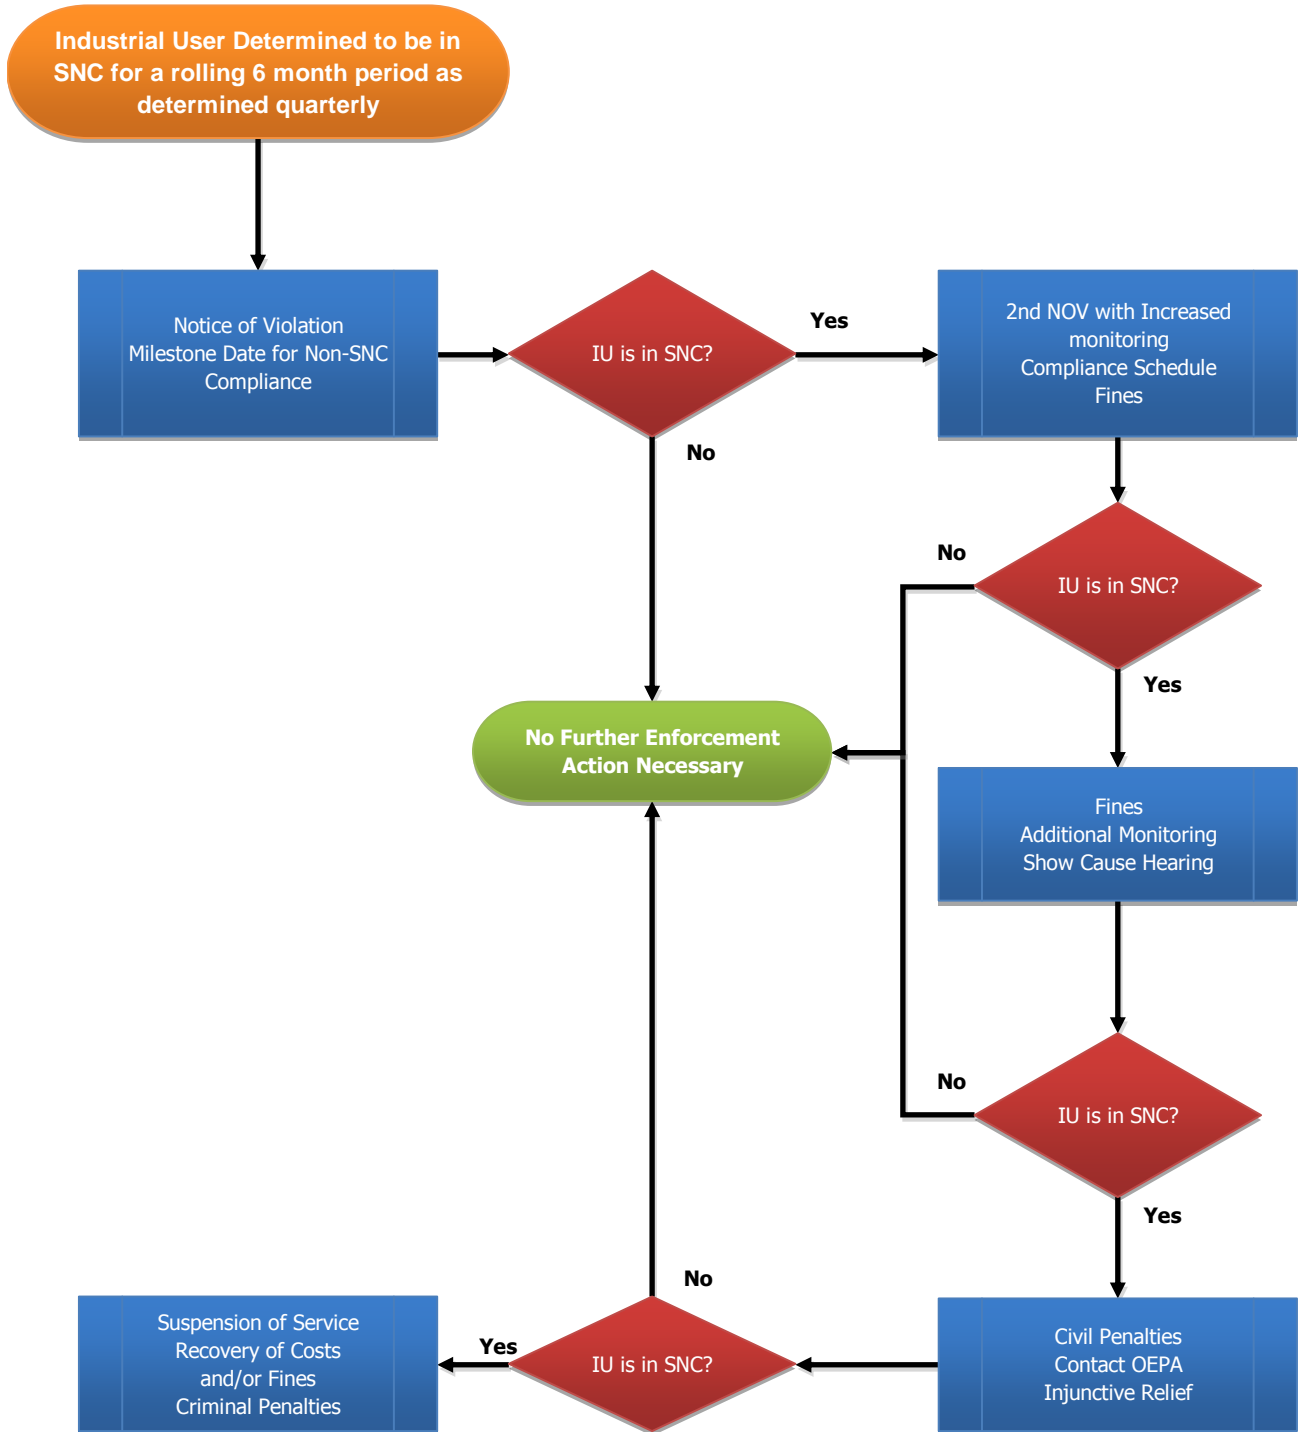 Industrial User Determined to be in
SNC for a rolling 6 month period as
determined quarterly
Notice of Violation
Milestone Date for Non-SNC
Compliance
IU is in SNC?
Yes
No
2nd NOV with Increased
monitoring
Compliance Schedule
Fines
IU is in SNC?
No
Yes
No Further Enforcement
Action Necessary
Fines
Additional Monitoring
Show Cause Hearing
IU is in SNC?
No
Yes
Civil Penalties
Contact OEPA
Injunctive Relief
IU is in SNC?
No
Yes
Suspension of Service
Recovery of Costs
and/or Fines
Criminal Penalties